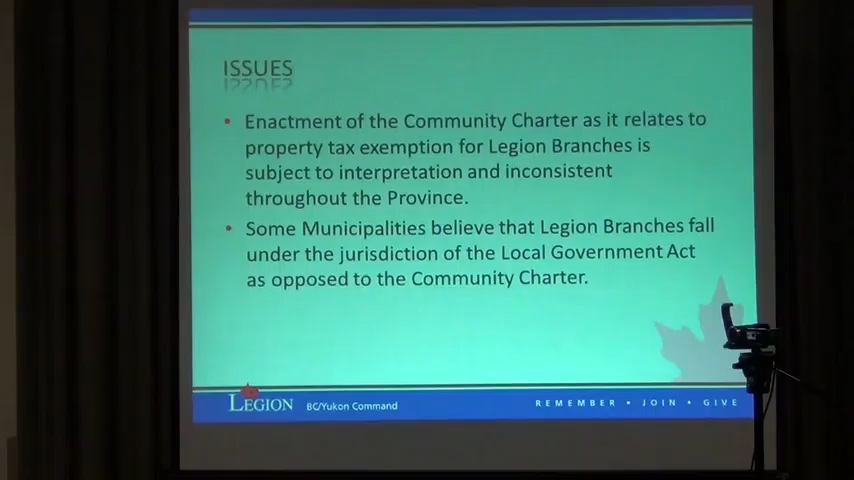 ISSUES
• Enactment of the Community Charter as it relates to
property tax exemption for Legion Branches is
subject to interpretation and inconsistent
throughout the Province.
• Some Municipalities believe that Legion Branches fall
under the jurisdiction of the Local Government Act
as opposed to the Community Charter.
LEGION BC/Yukon Command REMEMBER • JOIN • GIVE